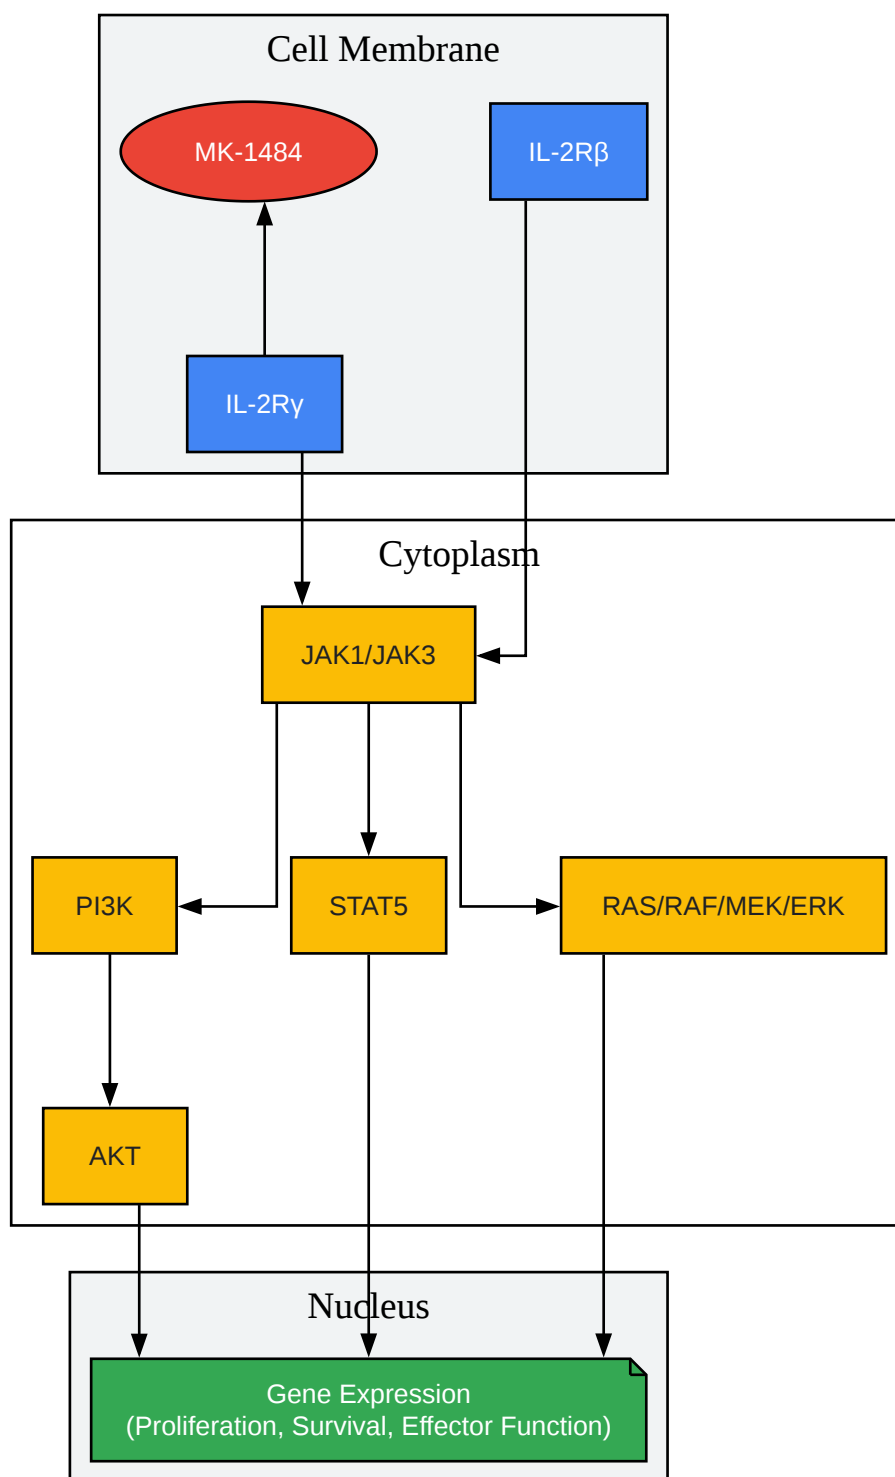 Cell Membrane
MK-1484
IL-2Rβ
IL-2Rγ
Cytoplasm
JAK1/JAK3
PI3K
STAT5
RAS/RAF/MEK/ERK
AKT
Nucleus
Gene Expression
(Proliferation, Survival, Effector Function)